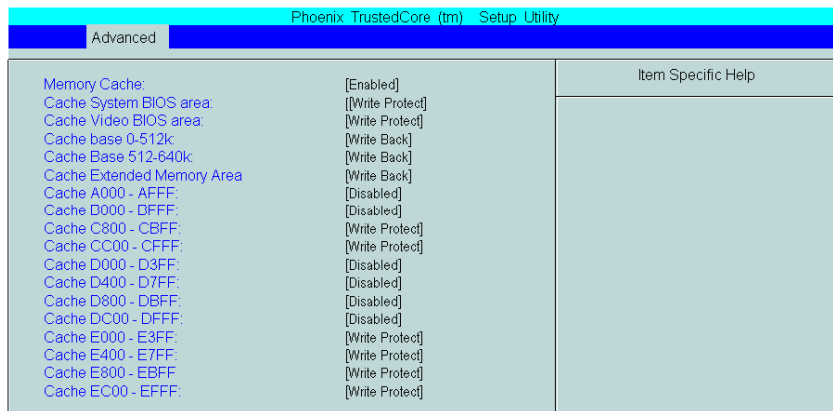 Phoenix TrustedCore (tm) Setup Utility
Advanced
Item Specific Help
Memory Cache: [Enabled]
Cache System BIOS area: [[Write Protect]
Cache Video BIOS area: [Write Protect]
Cache base 0-512k: [Write Back]
Cache Base 512-640k: [Write Back]
Cache Extended Memory Area [Write Back]
Cache A000 - AFFF: [Disabled]
Cache B000 - BFFF: [Disabled]
Cache C800 - CBFF: [Write Protect]
Cache CC00 - CFFF: [Write Protect]
Cache D000 - D3FF: [Disabled]
Cache D400 - D7FF: [Disabled]
Cache D800 - DBFF: [Disabled]
Cache DC00 - DFFF: [Disabled]
Cache E000 - E3FF: [Write Protect]
Cache E400 - E7FF: [Write Protect]
Cache E800 - EBFF [Write Protect]
Cache EC00 - EFFF: [Write Protect]